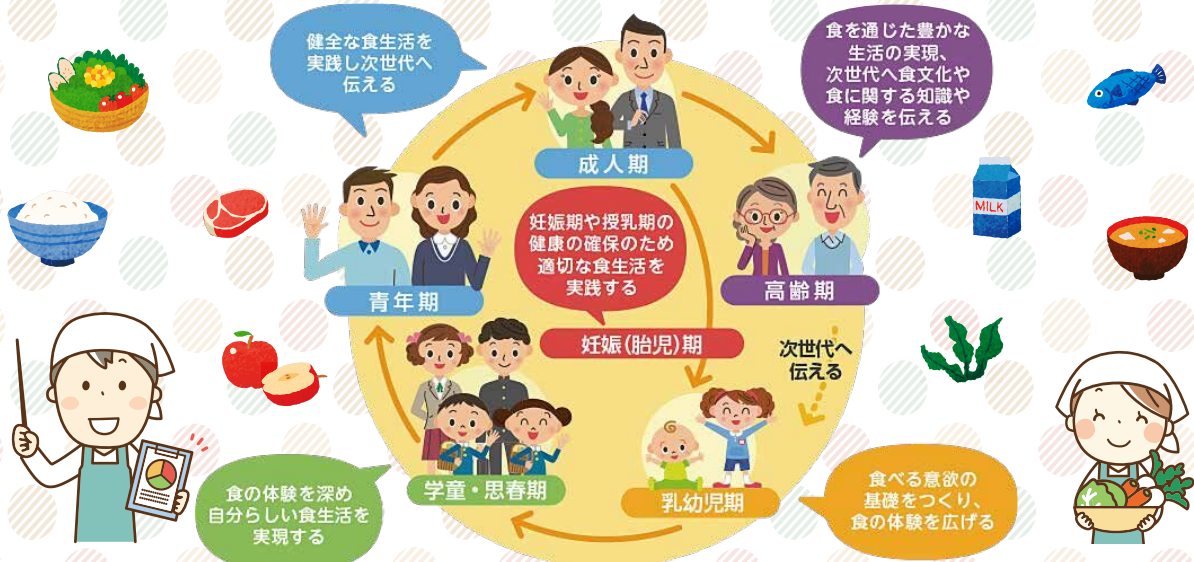 健全な食生活を
実践し次世代へ
伝える
食を通じた豊かな
生活の実現、
次世代へ食文化や
食に関する知識や
経験を伝える
成人期
妊娠期や授乳期の
健康の確保のため
適切な食生活を
実践する
MILK
青年期
高齢期
妊娠(胎児)期
次世代へ
伝える
食の体験を深め
自分らしい食生活を
実現する
学童・思春期
乳幼児期
食べる意欲の
基礎をつくり、
食の体験を広げる